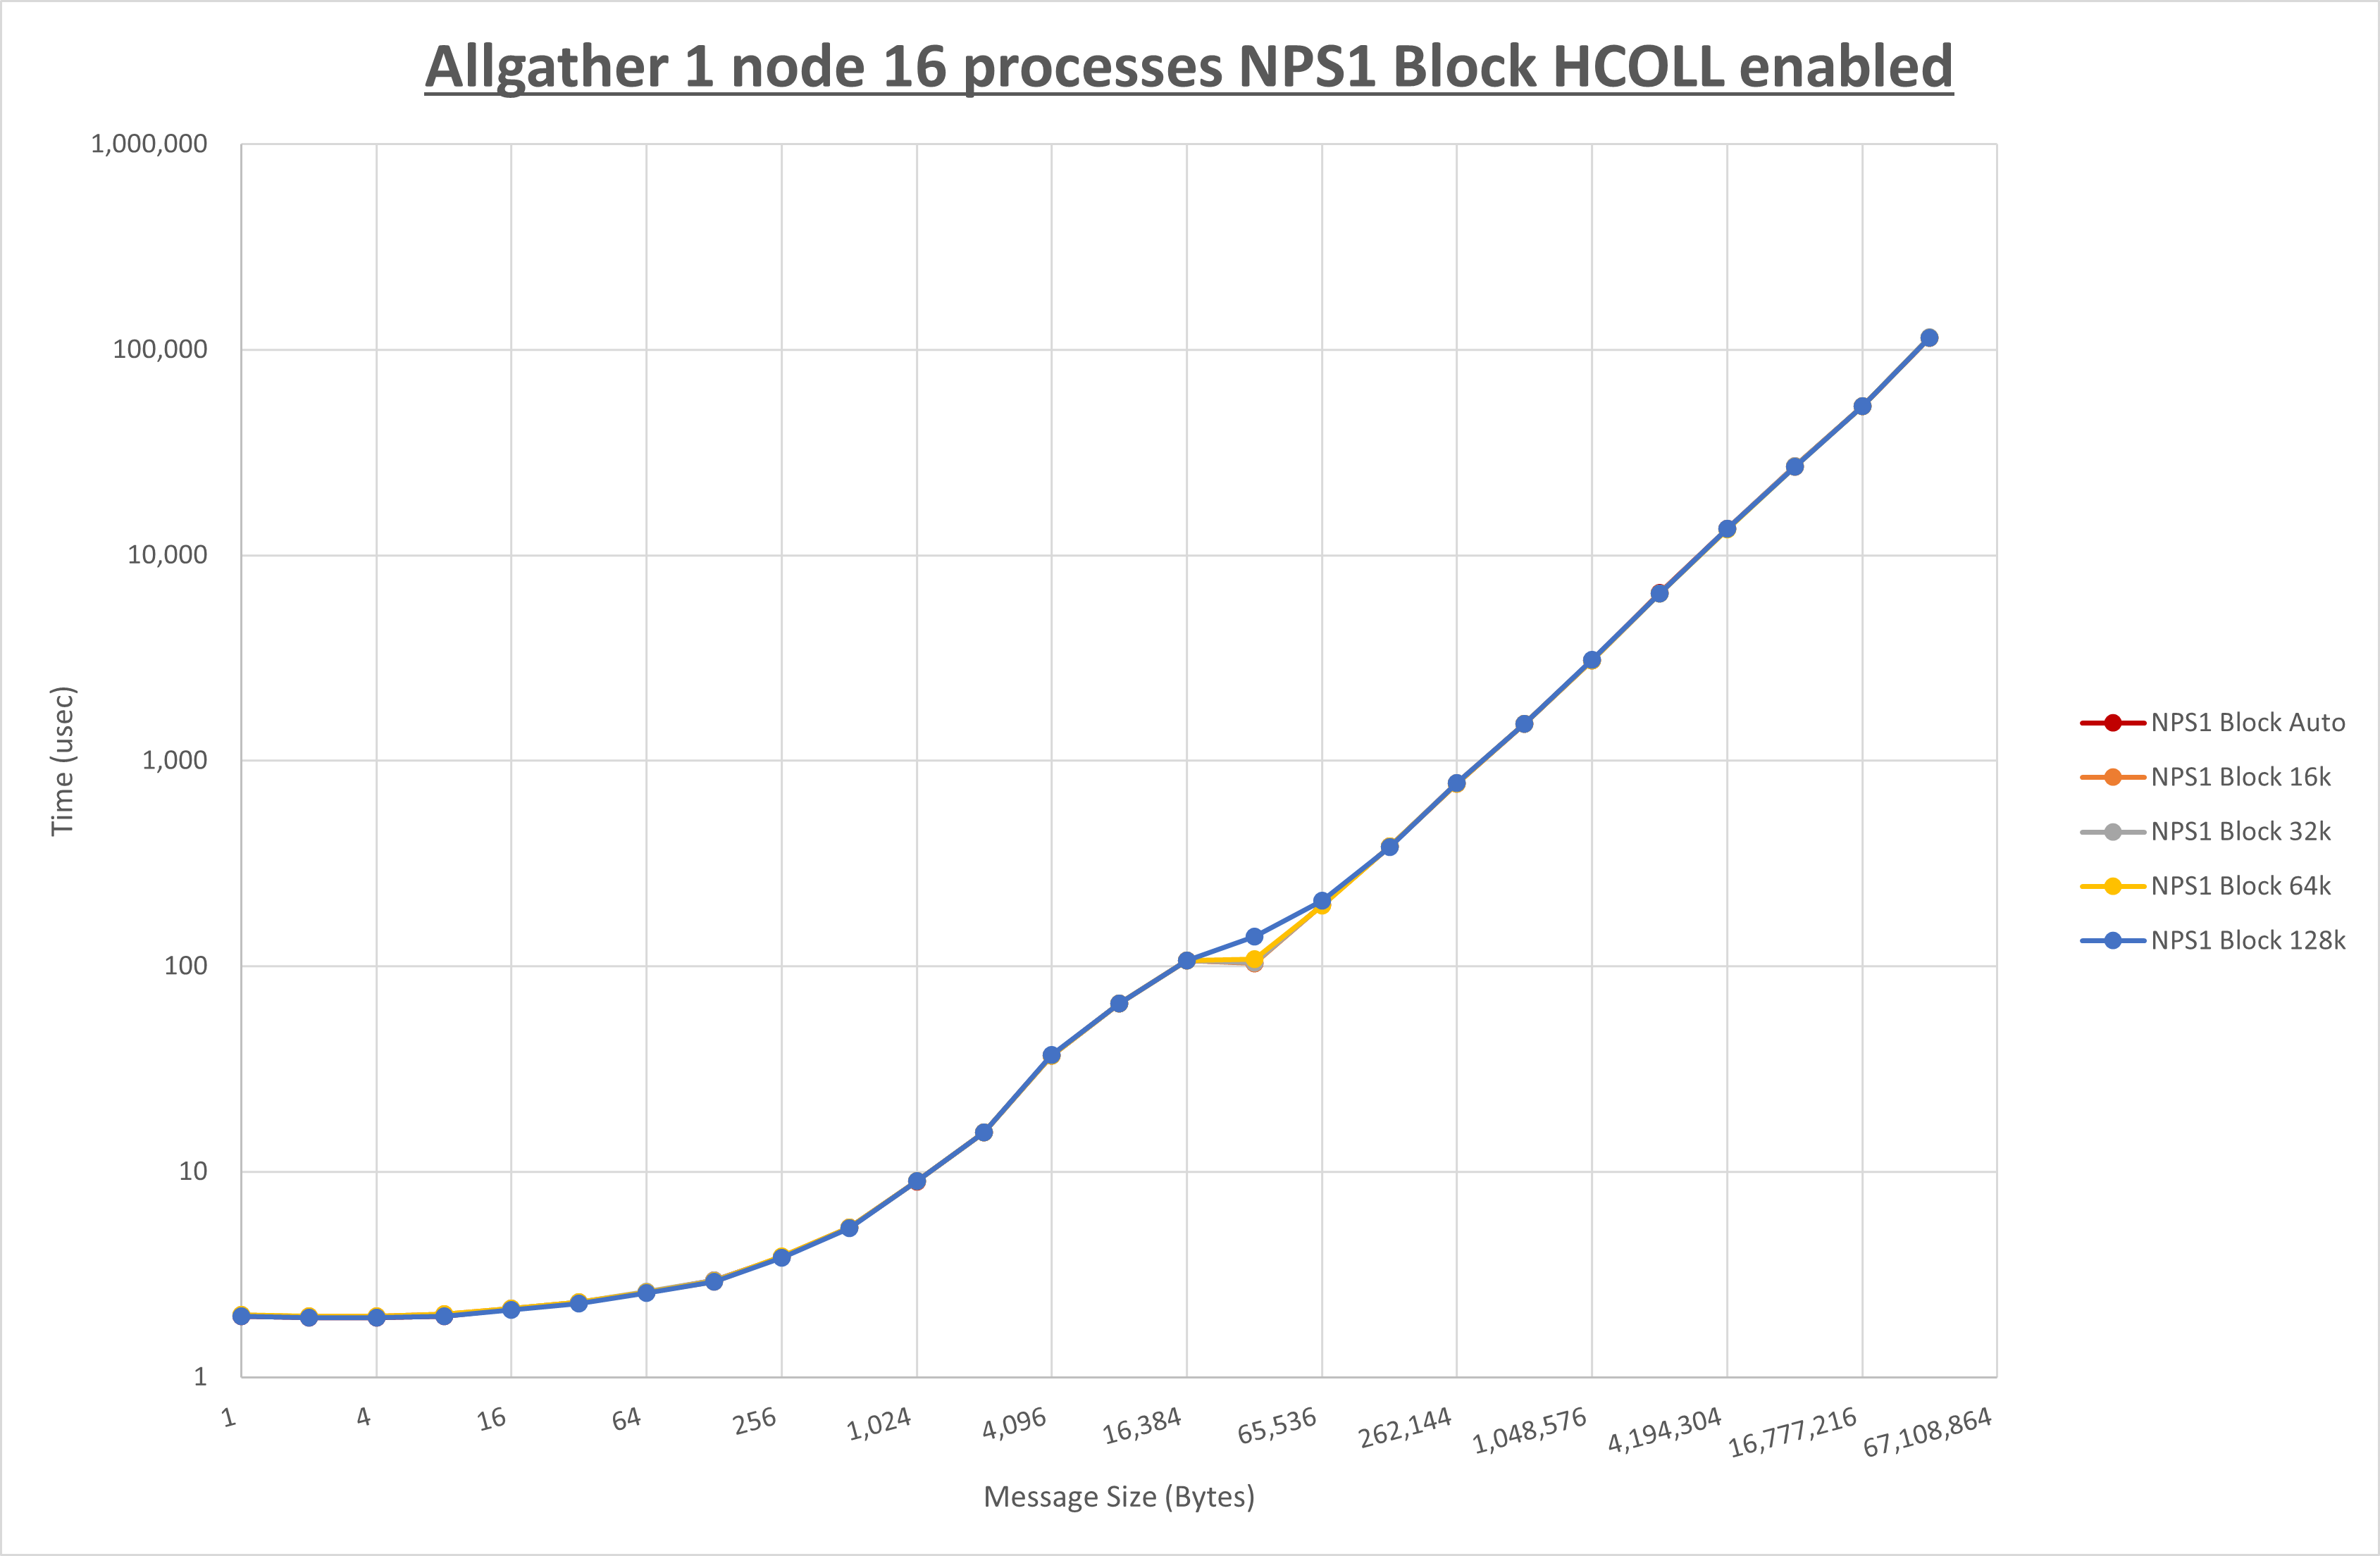 Allgather 1 node 16 processes NPS1 Block HCOLL enabled
1,000,000
100,000
10,000
1,000
100
10
1
Time (usec)
1
4
16
64
256
1,024
4,096
16,384
65,536
262,144
1,048,576
4,194,304
16,777,216
67,108,864
Message Size (Bytes)
NPS1 Block Auto
NPS1 Block 16k
NPS1 Block 32k
NPS1 Block 64k
NPS1 Block 128k